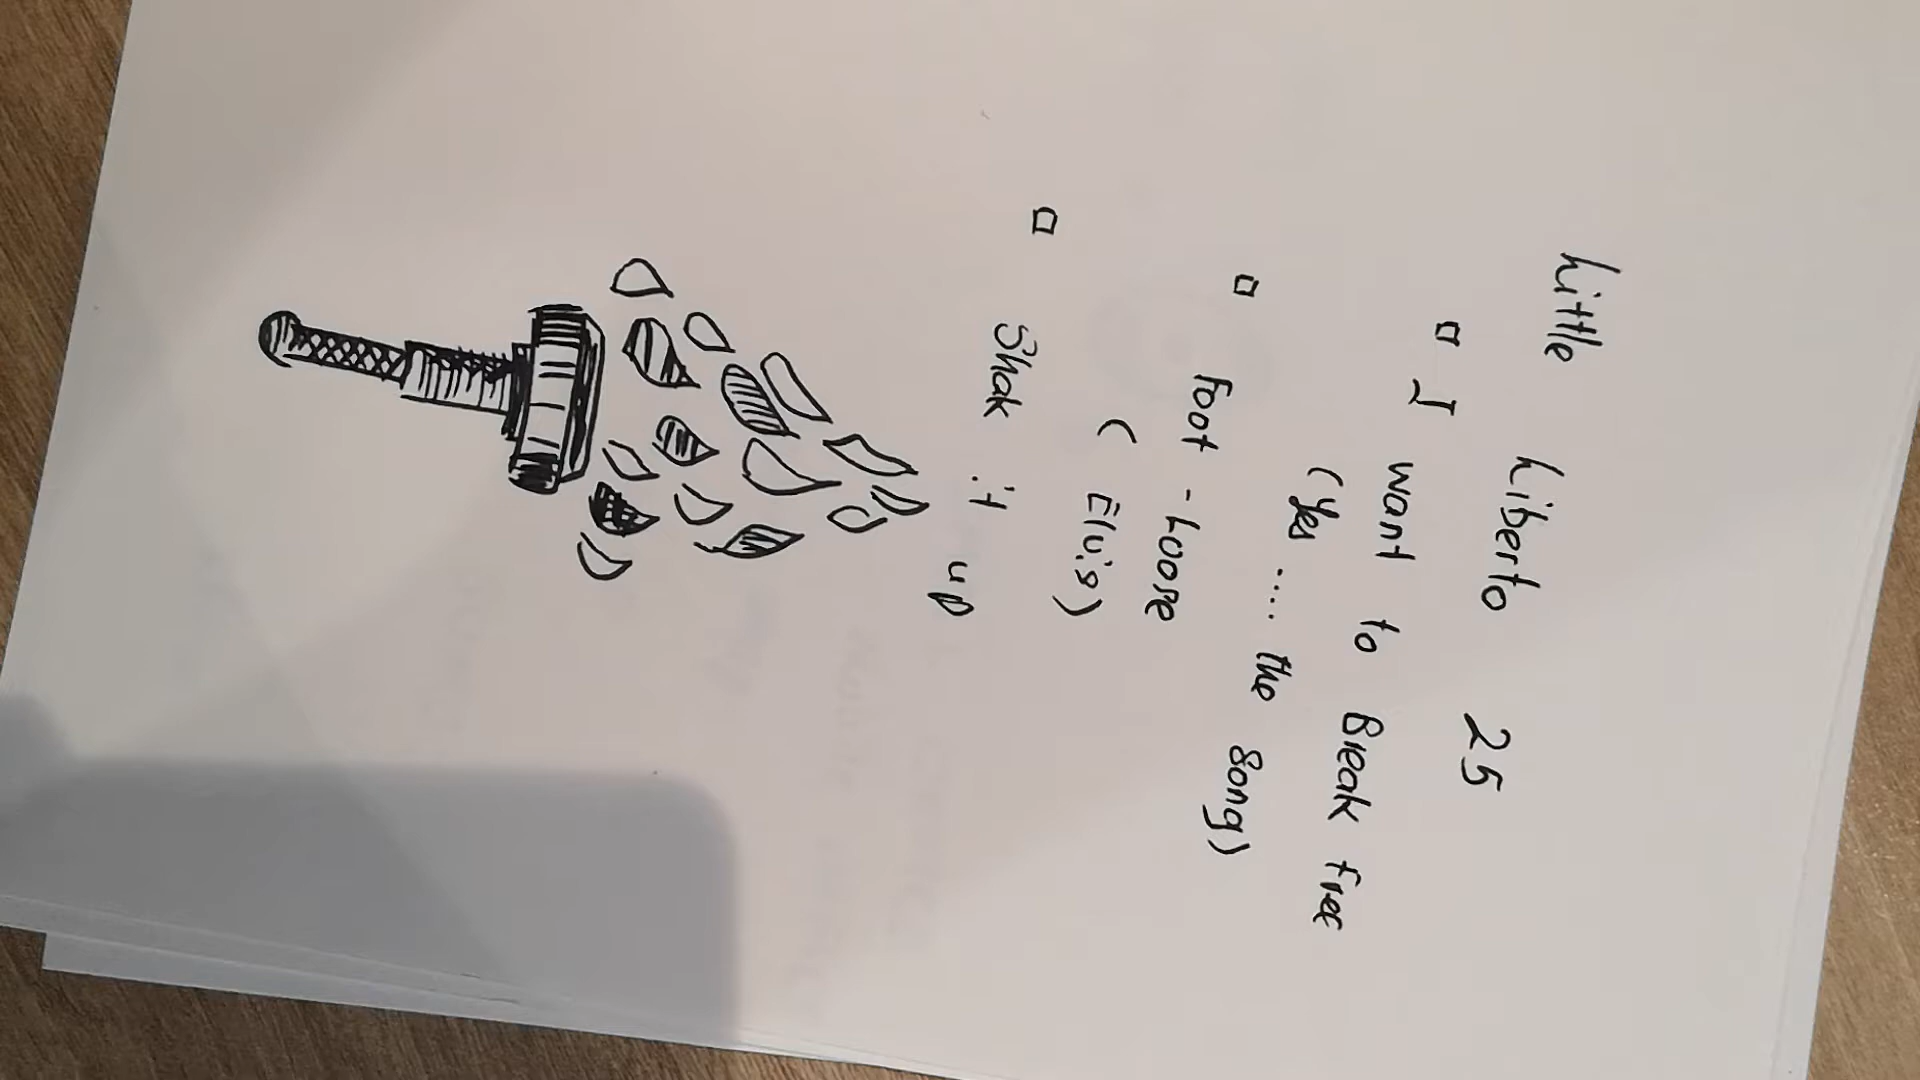 Little Liberto 25
I want to Break free
(Yes .... the song)
Foot-Loose
(Elvis)
Shak it up